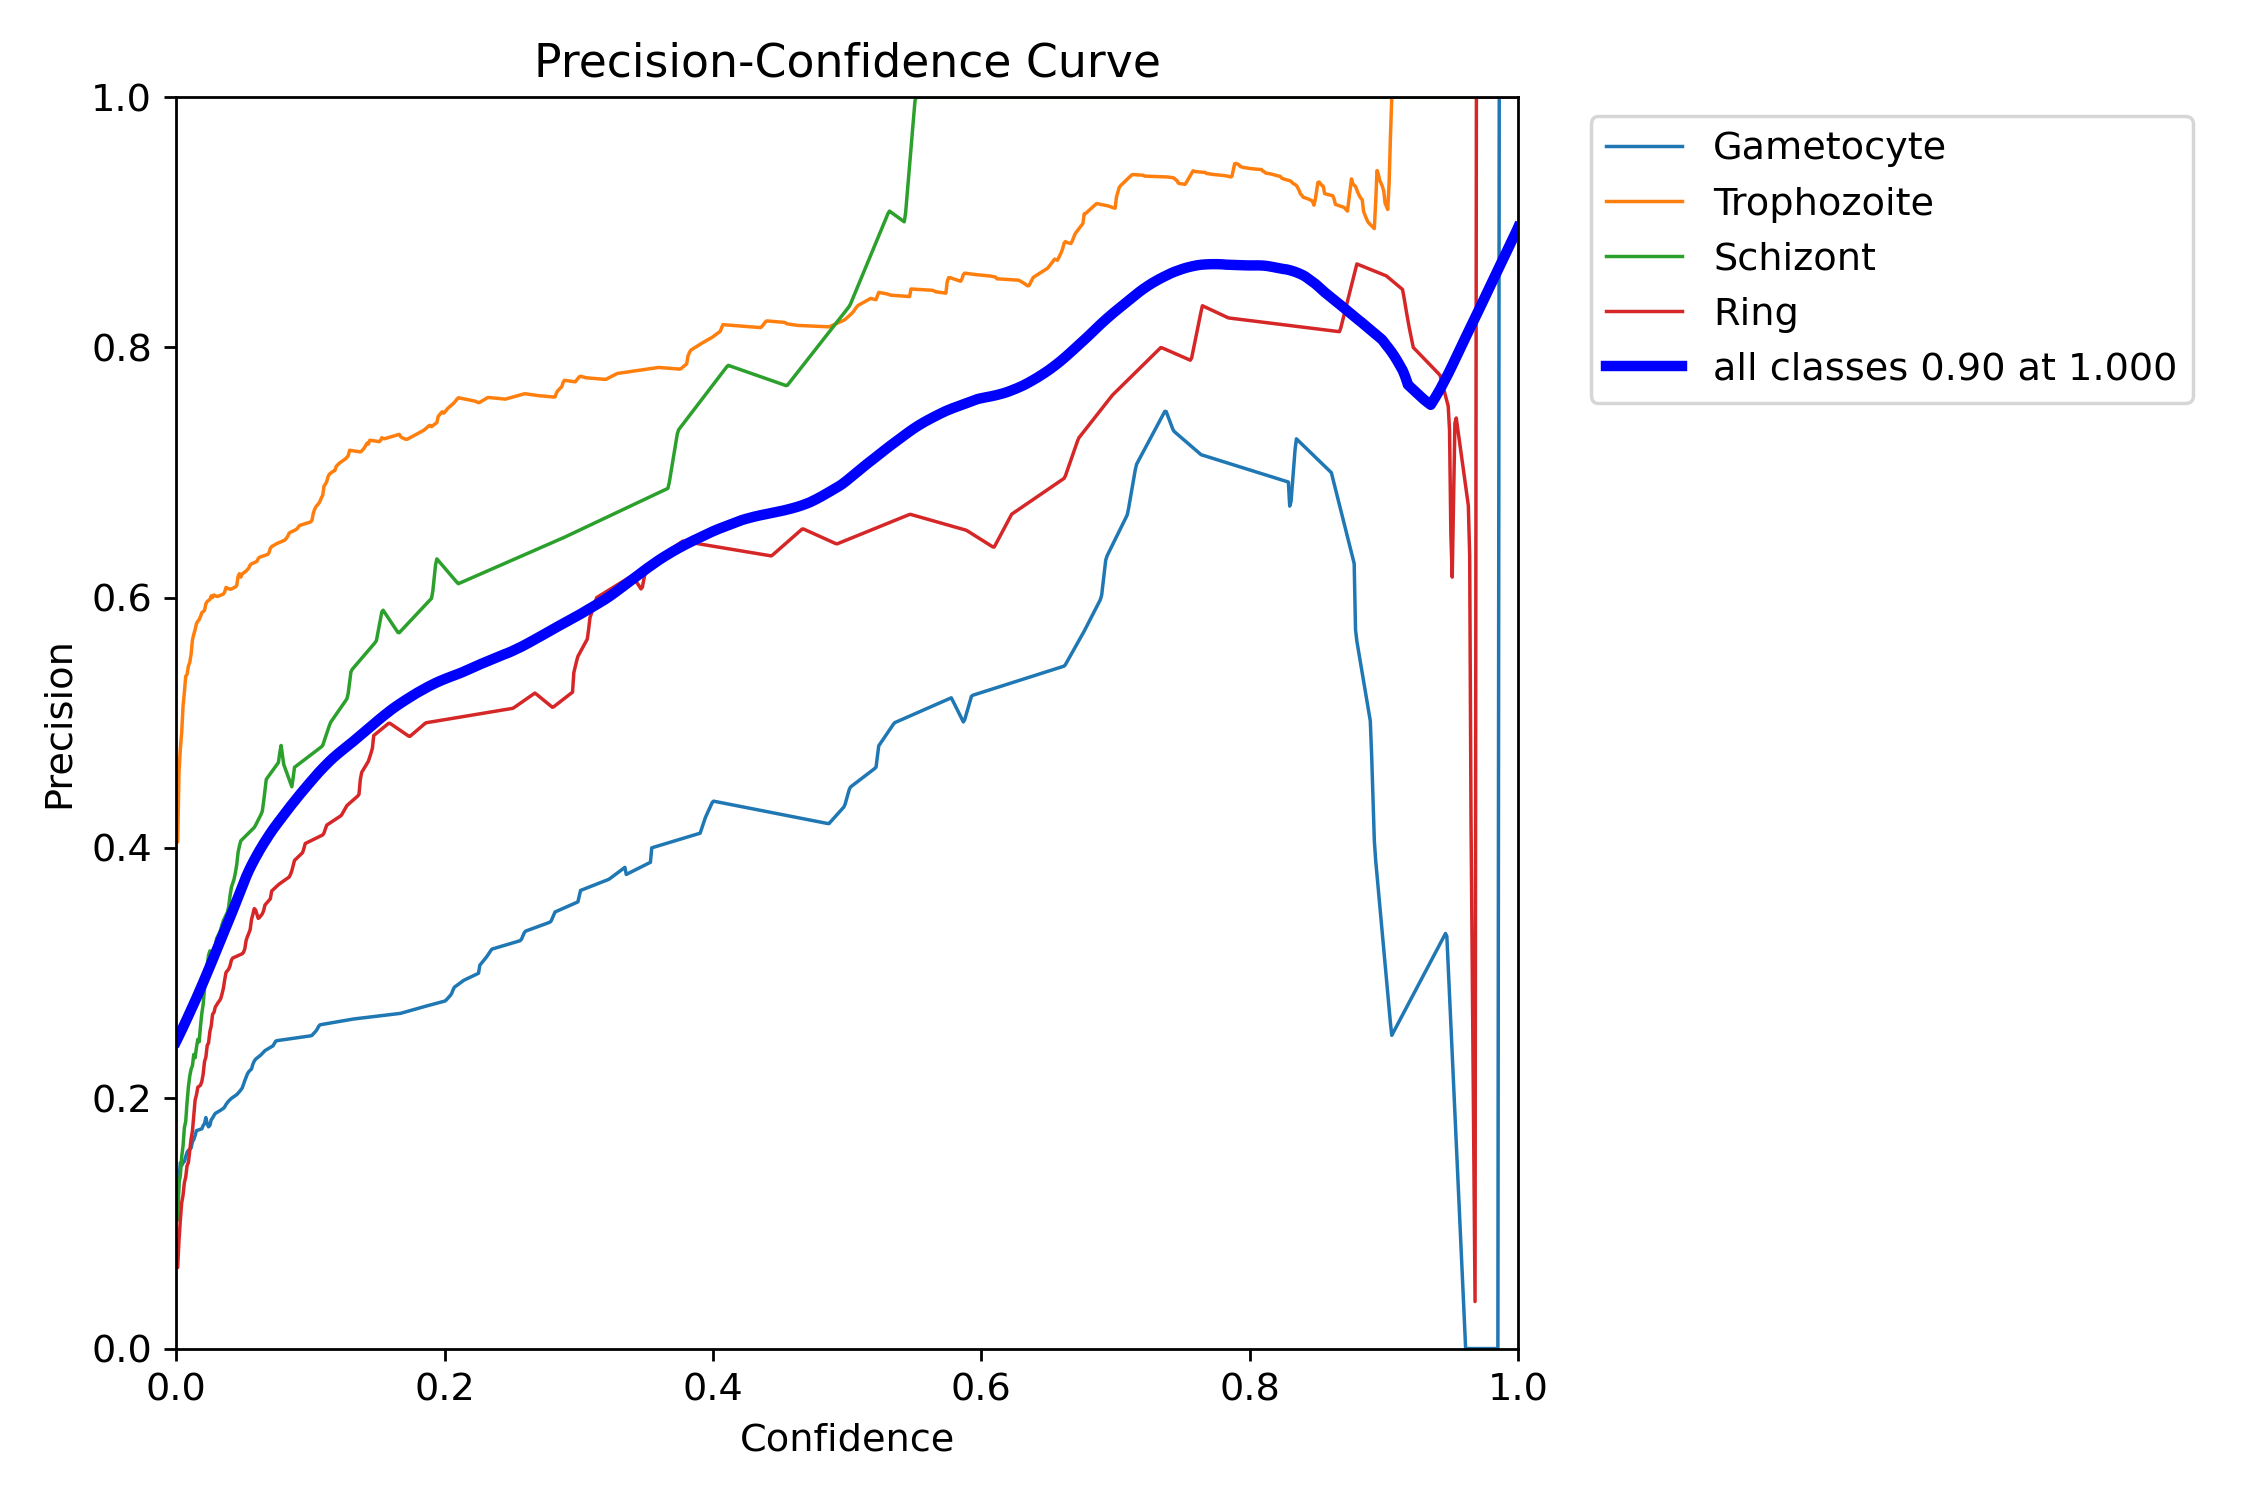 Precision-Confidence Curve
1.0
0.8
0.6
0.4
0.2
0.0
Precision
0.0 0.2 0.4 0.6 0.8 1.0
Confidence
Gametocyte
Trophozoite
Schizont
Ring
all classes 0.90 at 1.000